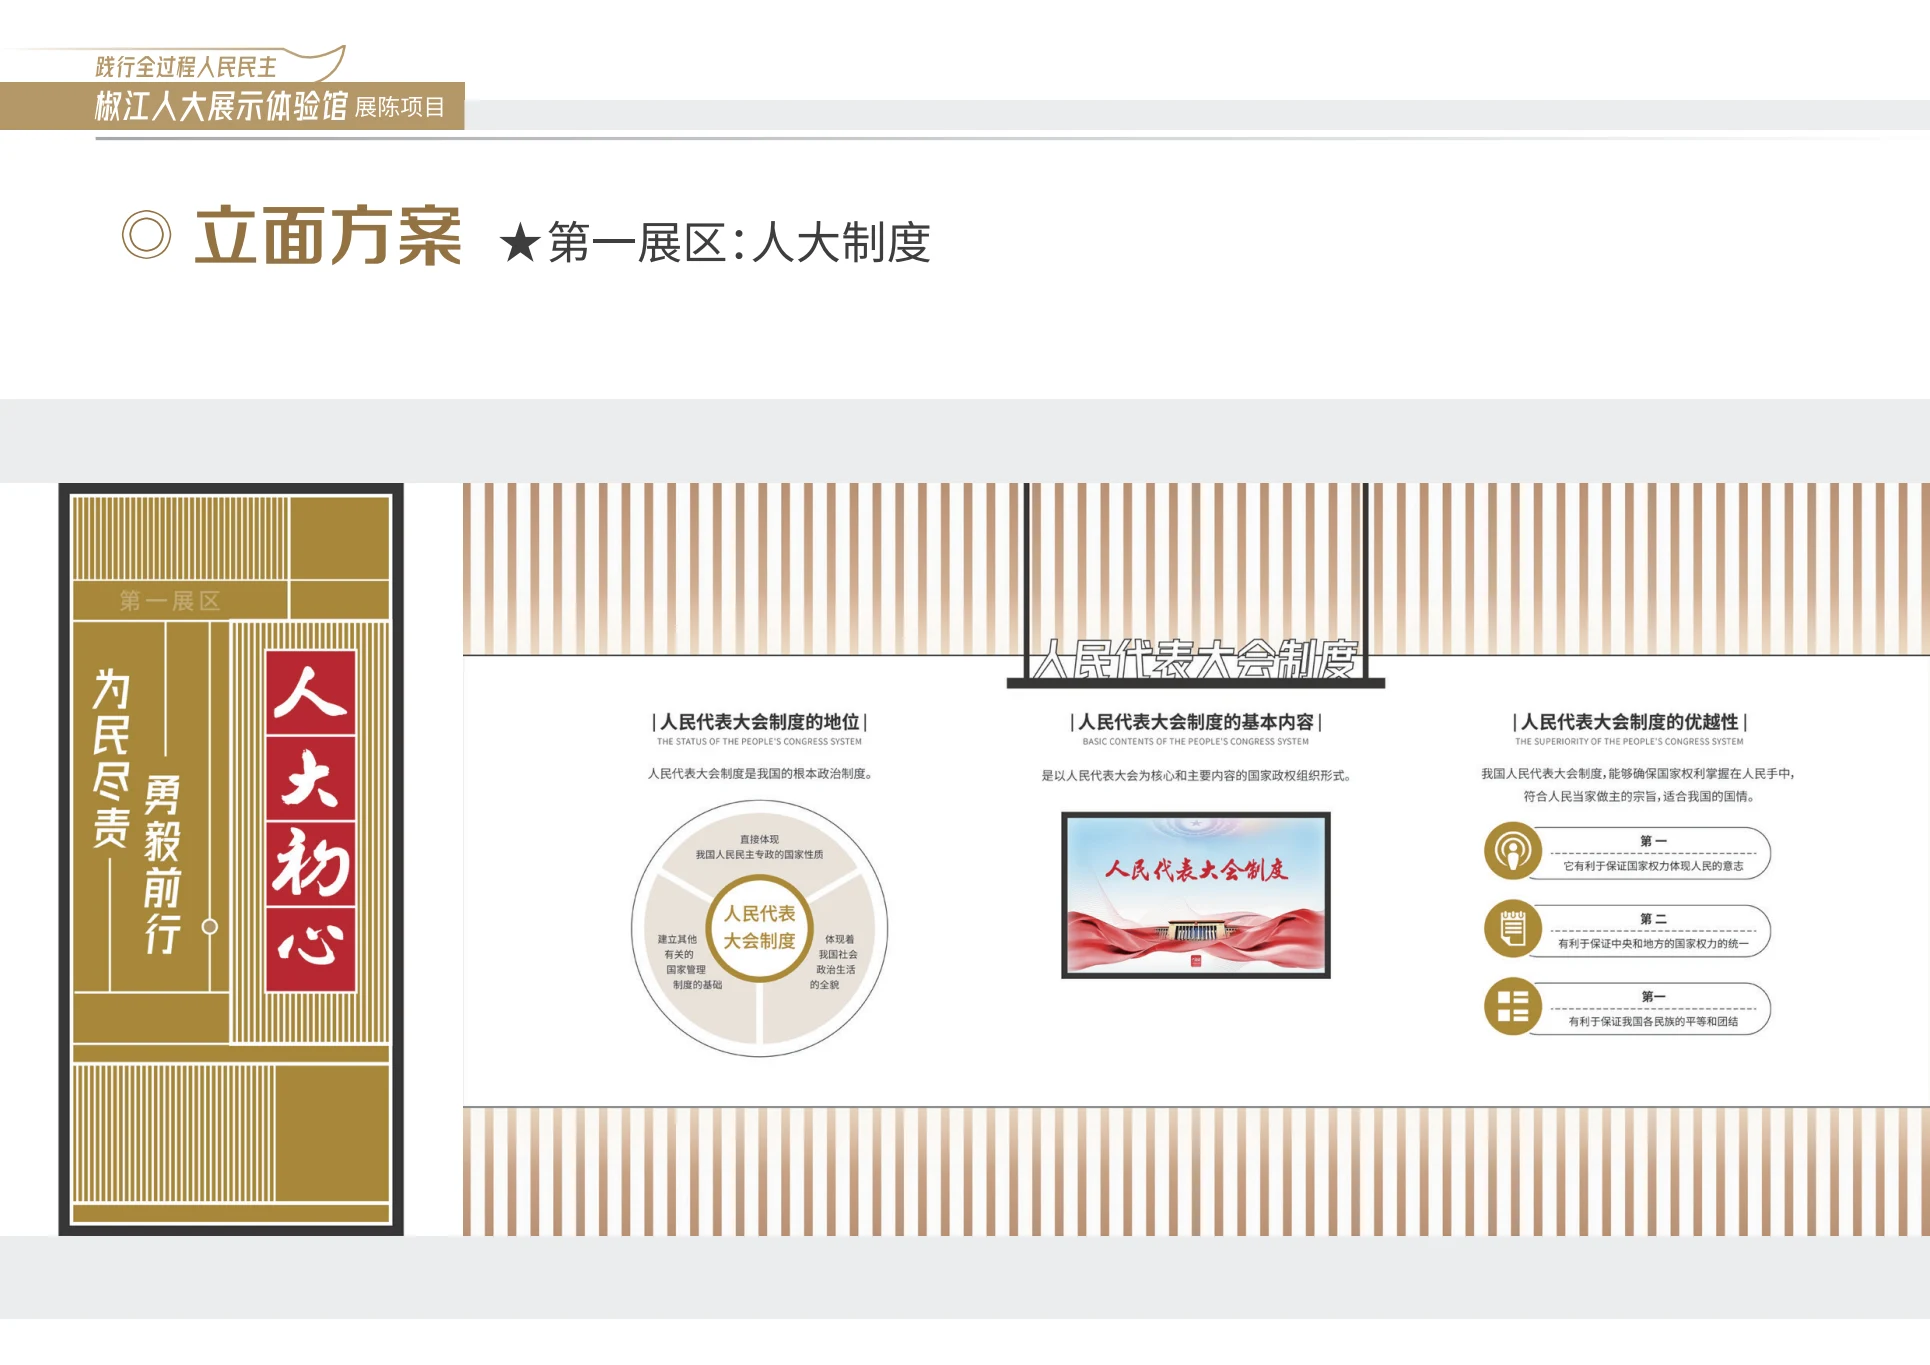 践行全过程人民民主
椒江人大展示体验馆 展陈项目
◎ 立面方案 ★第一展区：人大制度
第一展区
为民尽责
勇毅前行
人大初心
人民代表大会制度
|人民代表大会制度的地位|
THE STATUS OF THE PEOPLE'S CONGRESS SYSTEM
人民代表大会制度是我国的根本政治制度。
直接体现
我国人民民主专政的国家性质
人民代表
大会制度
建立其他
有关的
国家管理
制度的基础
体现着
我国社会
政治生活
的全貌
|人民代表大会制度的基本内容|
BASIC CONTENTS OF THE PEOPLE'S CONGRESS SYSTEM
是以人民代表大会为核心和主要内容的国家政权组织形式。
人民代表大会制度
|人民代表大会制度的优越性|
THE SUPERIORITY OF THE PEOPLE'S CONGRESS SYSTEM
我国人民代表大会制度，能够确保国家权利掌握在人民手中，
符合人民当家做主的宗旨，适合我国的国情。
第一
它有利于保证国家权力体现人民的意志
第二
有利于保证中央和地方的国家权力的统一
第一
有利于保证我国各民族的平等和团结